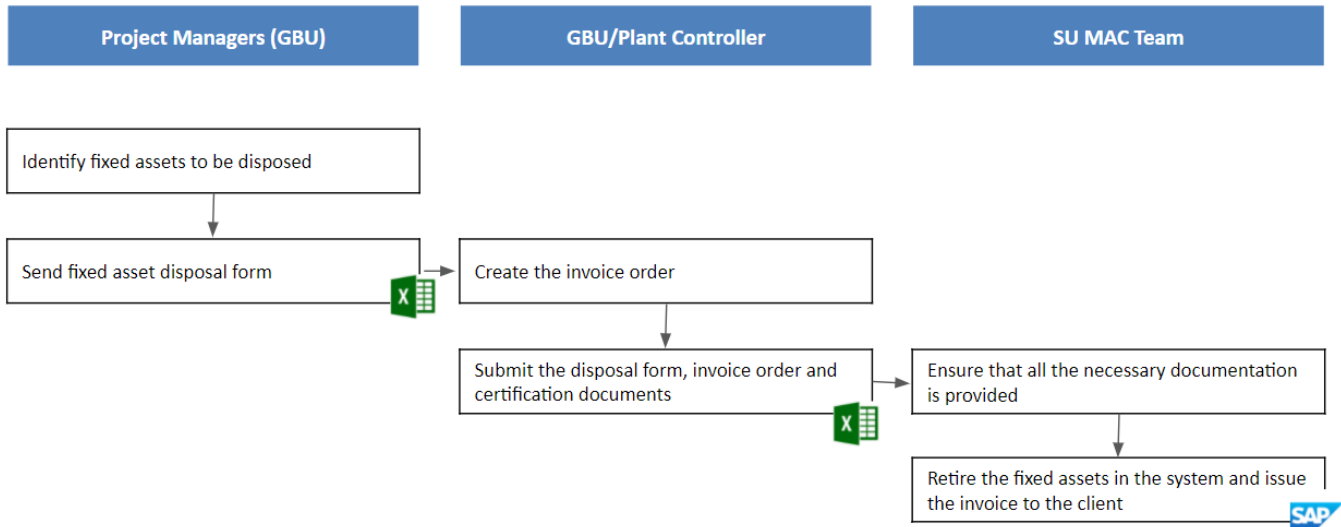 Project Managers (GBU)
GBU/Plant Controller
SU MAC Team
Identify fixed assets to be disposed
Send fixed asset disposal form
X
Create the invoice order
Submit the disposal form, invoice order and
certification documents
X
Ensure that all the necessary documentation
is provided
Retire the fixed assets in the system and issue
the invoice to the client
SAP